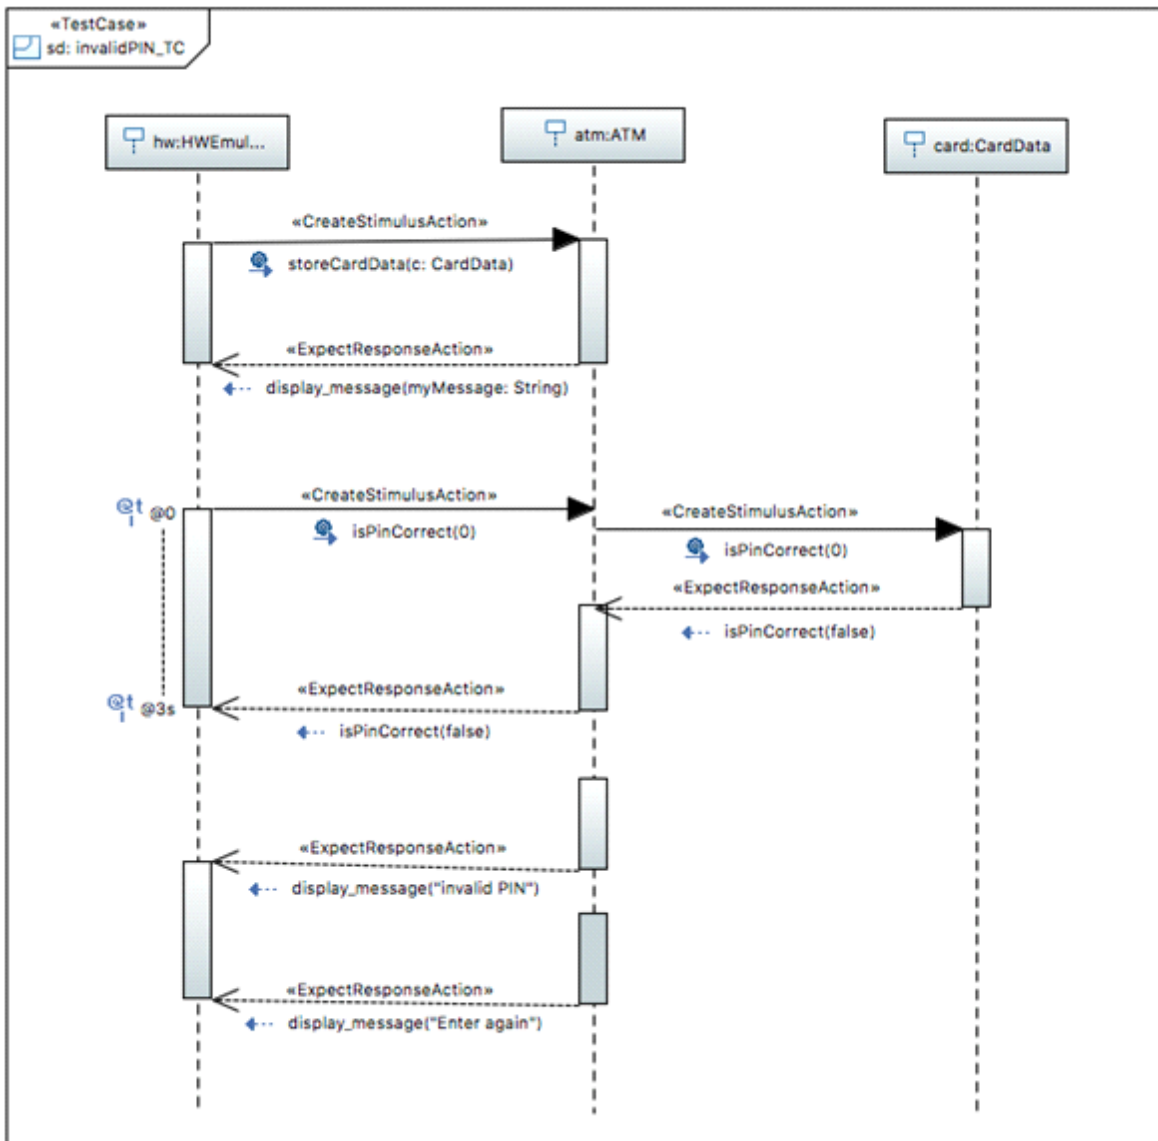 «TestCase»
sd: invalidPIN_TC
hw:HWEmul...
atm:ATM
card:CardData
«CreateStimulusAction»
storeCardData(c: CardData)
«ExpectResponseAction»
display_message(myMessage: String)
@t @0
«CreateStimulusAction»
isPinCorrect(0)
«CreateStimulusAction»
isPinCorrect(0)
«ExpectResponseAction»
isPinCorrect(false)
@t @3s
«ExpectResponseAction»
isPinCorrect(false)
«ExpectResponseAction»
display_message("invalid PIN")
«ExpectResponseAction»
display_message("Enter again")